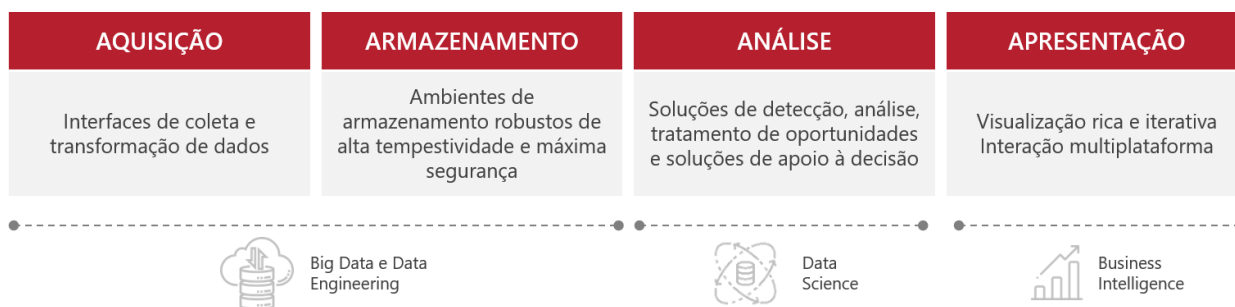 AQUISIÇÃO
Interfaces de coleta e
transformação de dados
ARMAZENAMENTO
Ambientes de
armazenamento robustos de
alta tempestividade e máxima
segurança
ANÁLISE
Soluções de detecção, análise,
tratamento de oportunidades
e soluções de apoio à decisão
APRESENTAÇÃO
Visualização rica e iterativa
Interação multiplataforma
Big Data e Data
Engineering
Data
Science
Business
Intelligence